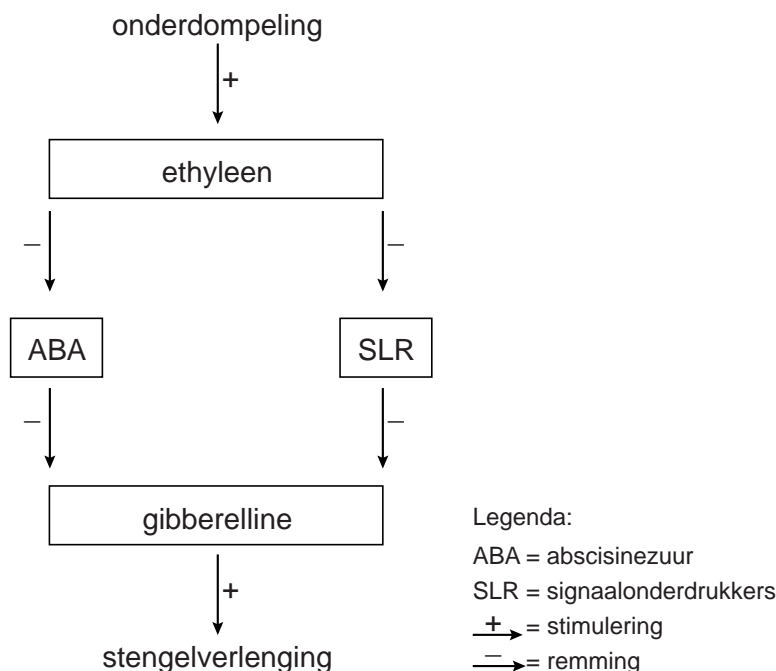 onderdompeling
+
ethyleen
– –
ABA SLR
– –
gibberelline
+
stengelverlenging
Legenda:
ABA = abscisinezuur
SLR = signaalonderdrukkers
+ = stimulering
– = remming